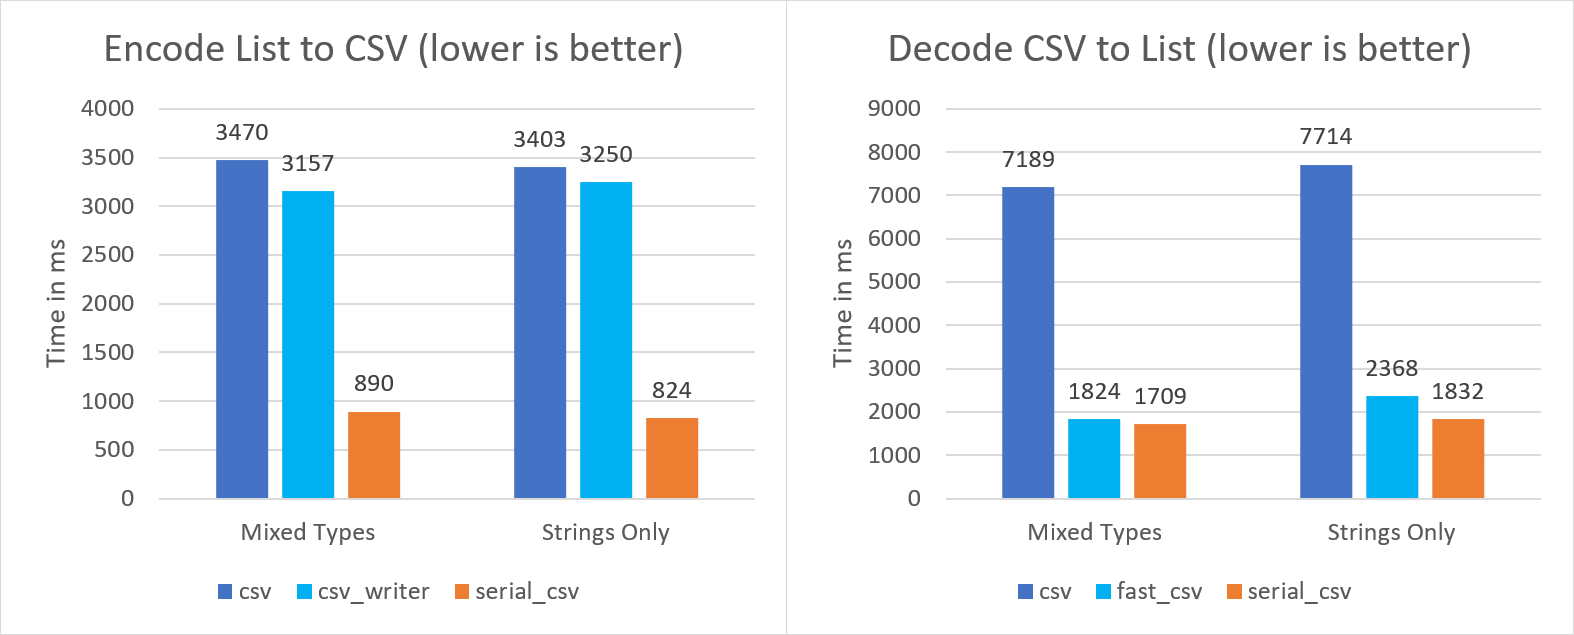 Encode List to CSV (lower is better)
4000
3500
3000
2500
2000
1500
1000
500
0
Time in ms
3470
3157
890
3403
3250
824
Mixed Types
Strings Only
csv
csv_writer
serial_csv
Decode CSV to List (lower is better)
9000
8000
7000
6000
5000
4000
3000
2000
1000
0
Time in ms
7189
1824
1709
7714
2368
1832
Mixed Types
Strings Only
csv
fast_csv
serial_csv